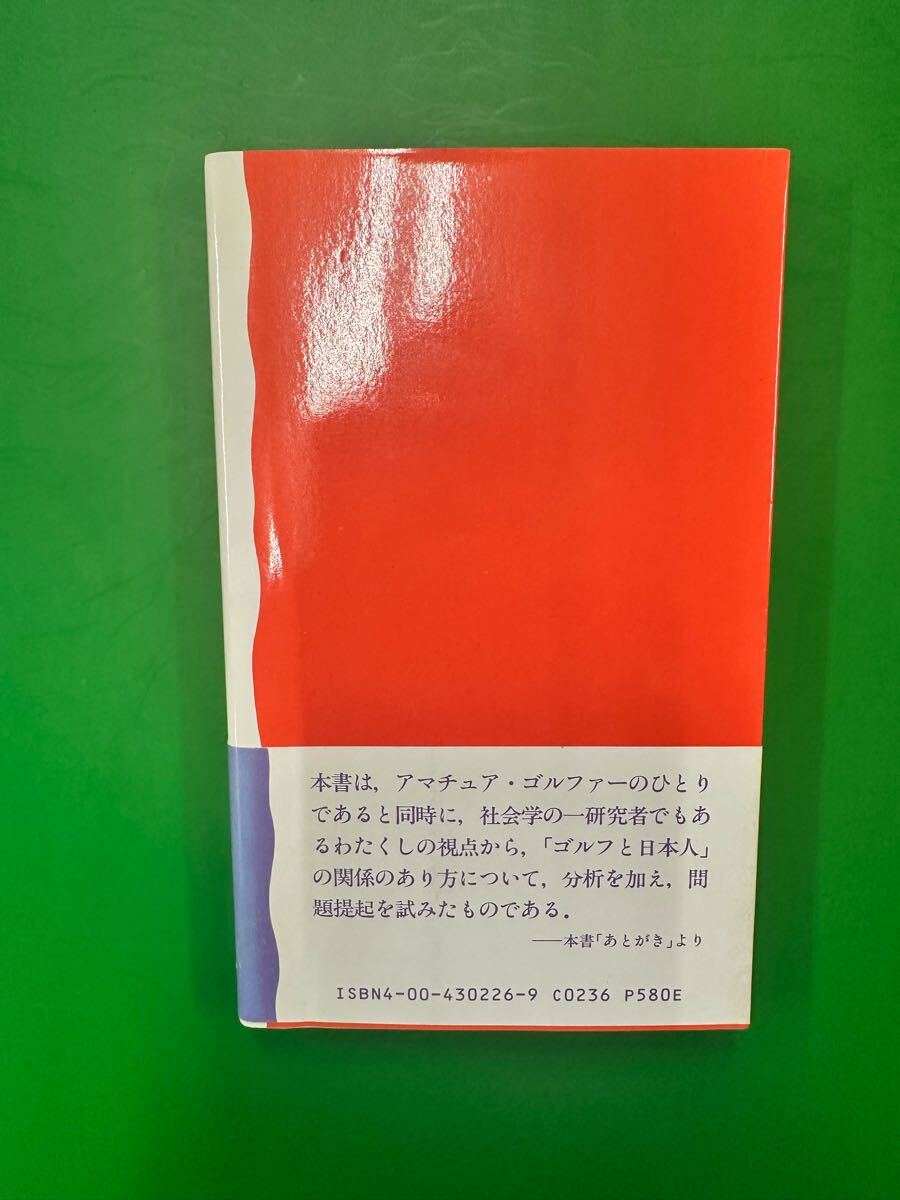 本書は，アマチュア・ゴルファーのひとり
であると同時に，社会学の一研究者でもあ
るわたくしの視点から，「ゴルフと日本人」
の関係のあり方について，分析を加え，問
題提起を試みたものである．
──本書「あとがき」より
ISBN4-00-430226-9 C0236 P580E